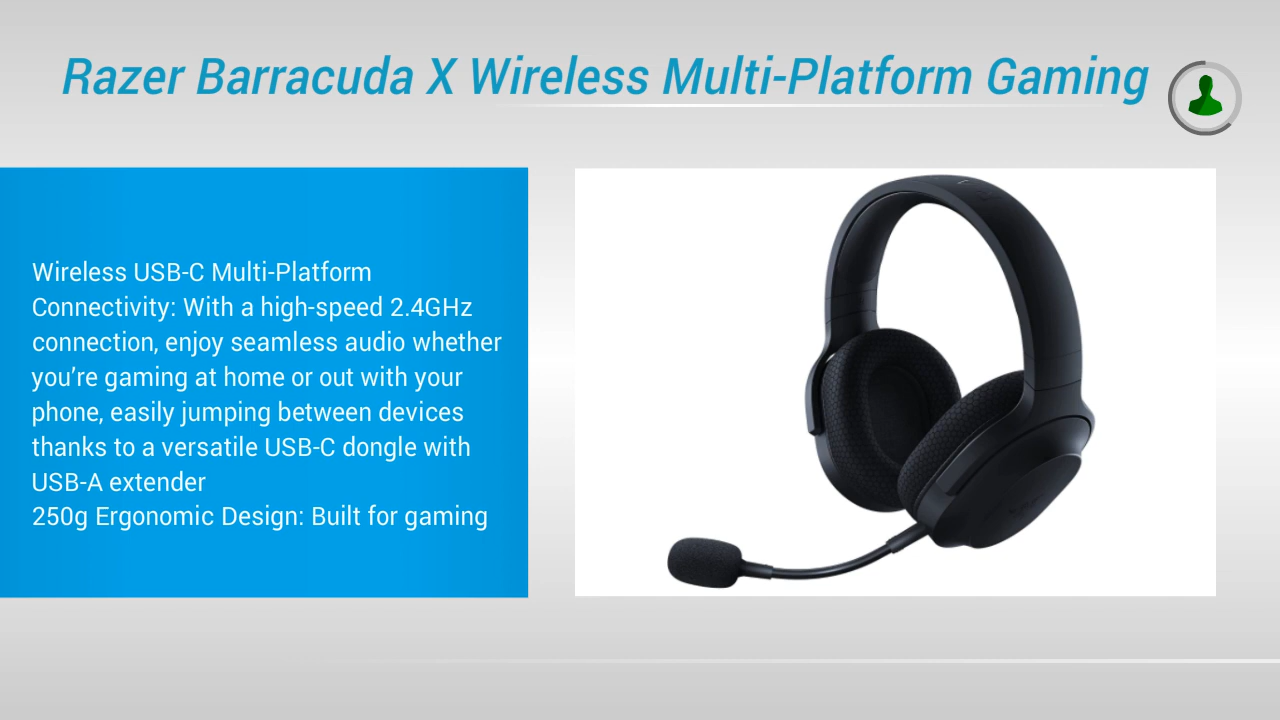 Razer Barracuda X Wireless Multi-Platform Gaming
Wireless USB-C Multi-Platform
Connectivity: With a high-speed 2.4GHz
connection, enjoy seamless audio whether
you’re gaming at home or out with your
phone, easily jumping between devices
thanks to a versatile USB-C dongle with
USB-A extender
250g Ergonomic Design: Built for gaming